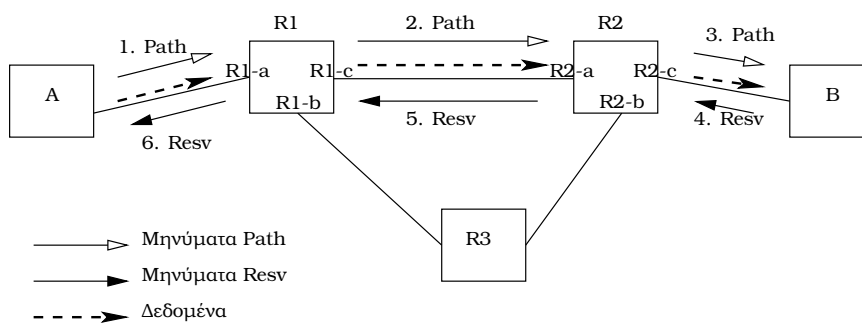 R1
2. Path
R2
1. Path
3. Path
A
R1-a
R1-c
R2-a
R2-c
B
R1-b
R2-b
6. Resv
5. Resv
4. Resv
R3
Μηνύματα Path
Μηνύματα Resv
Δεδομένα